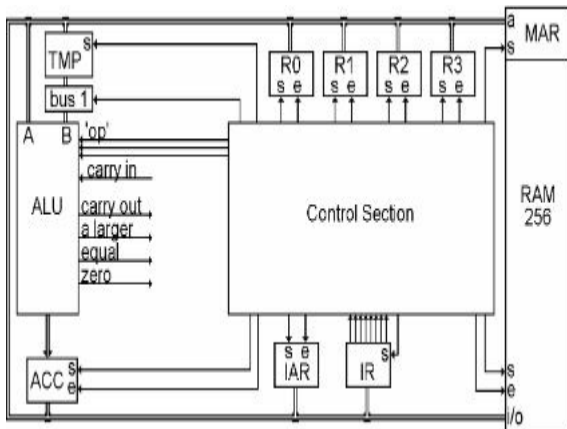 a
MAR
s
TMP s
R0
s e
R1
s e
R2
s e
R3
s e
bus 1
A B 'op'
carry in
ALU
carry out
a larger
equal
zero
Control Section
RAM
256
ACC s
e
s e
IAR
s
IR
s
e
i/o